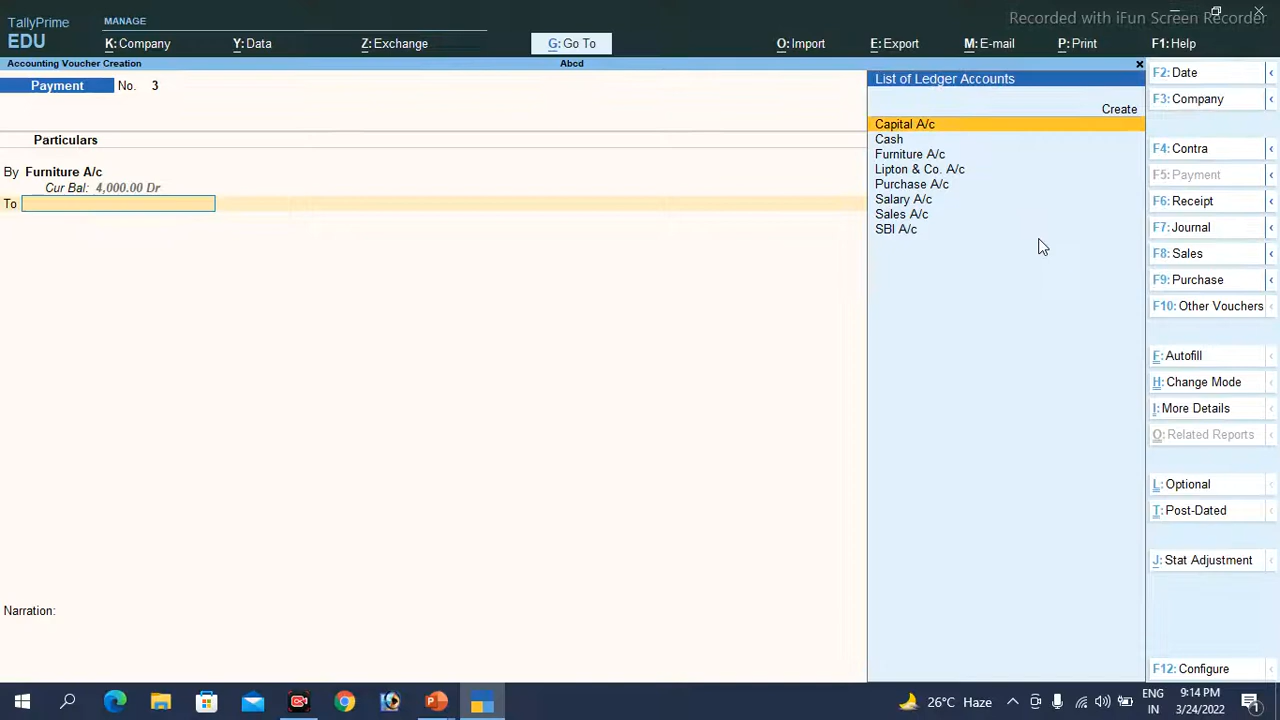 Recorded with iFun Screen Recorder
TallyPrime
EDU
MANAGE
K: Company
Y: Data
Z: Exchange
G: Go To
O: Import
E: Export
M: E-mail
P: Print
F1: Help
Accounting Voucher Creation
Abcd
Payment No. 3
Particulars
By Furniture A/c
Cur Bal: 4,000.00 Dr
To
Narration:
List of Ledger Accounts
Create
Capital A/c
Cash
Furniture A/c
Lipton & Co. A/c
Purchase A/c
Salary A/c
Sales A/c
SBI A/c
F2: Date
F3: Company
F4: Contra
F5: Payment
F6: Receipt
F7: Journal
F8: Sales
F9: Purchase
F10: Other Vouchers
F: Autofill
H: Change Mode
I: More Details
O: Related Reports
L: Optional
T: Post-Dated
J: Stat Adjustment
F12: Configure
26°C Haze
ENG
IN
9:14 PM
3/24/2022
1